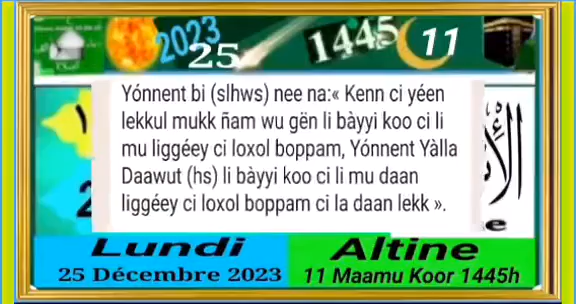 2023
25
1445
11
Yónnent bi (slhws) nee na:« Kenn ci yéen
lekkul mukk ñam wu gën li bàyyi koo ci li
mu liggéey ci loxol boppam, Yónnent Yàlla
Daawut (hs) li bàyyi koo ci li mu daan
liggéey ci loxol boppam ci la daan lekk ».
Lundi
Altine
25 Décembre 2023
11 Maamu Koor 1445h